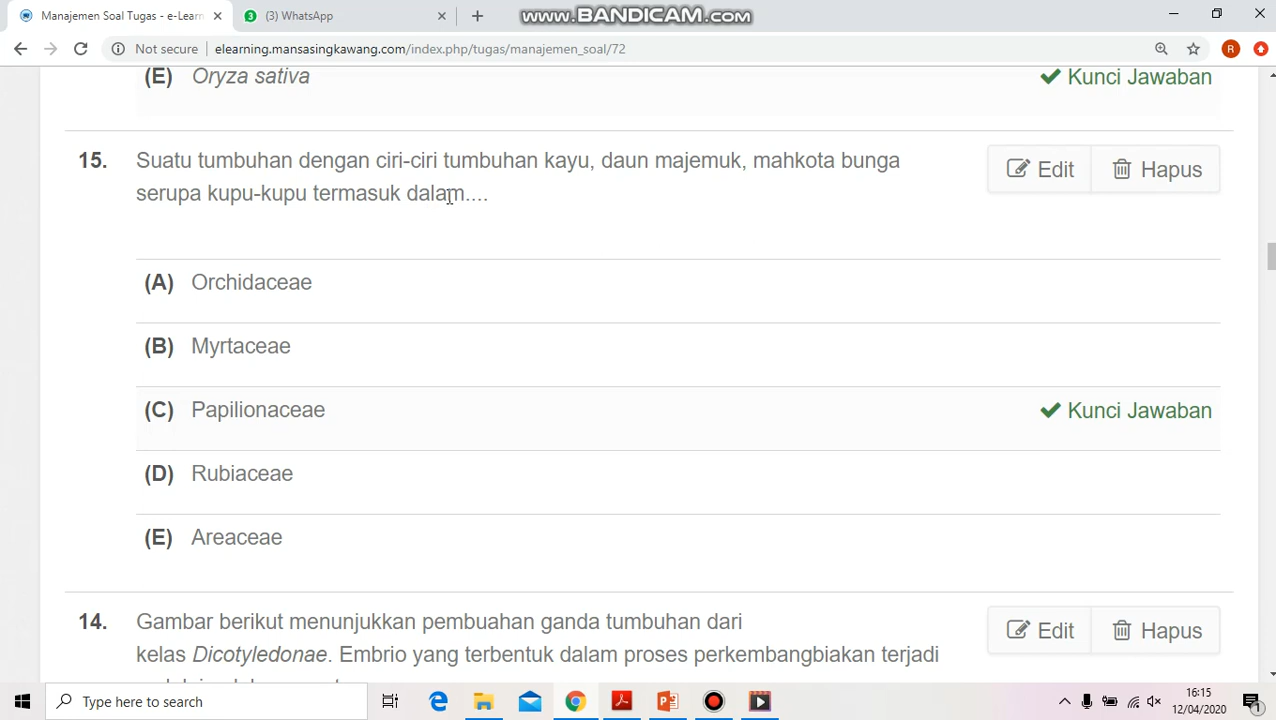 Manajemen Soal Tugas - e-Learn
(3) WhatsApp
www.BANDICAM.com
Not secure
elearning.mansasingkawang.com/index.php/tugas/manajemen_soal/72
R
(E) Oryza sativa
Kunci Jawaban
15. Suatu tumbuhan dengan ciri-ciri tumbuhan kayu, daun majemuk, mahkota bunga
serupa kupu-kupu termasuk dalam....
Edit
Hapus
(A) Orchidaceae
(B) Myrtaceae
(C) Papilionaceae
Kunci Jawaban
(D) Rubiaceae
(E) Areaceae
14. Gambar berikut menunjukkan pembuahan ganda tumbuhan dari
kelas Dicotyledonae. Embrio yang terbentuk dalam proses perkembangbiakan terjadi
Edit
Hapus
Type here to search
16:15
12/04/2020